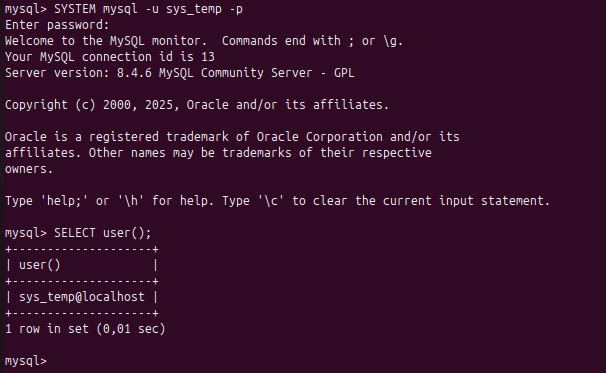 mysql> SYSTEM mysql -u sys_temp -p
Enter password:
Welcome to the MySQL monitor.  Commands end with ; or \g.
Your MySQL connection id is 13
Server version: 8.4.6 MySQL Community Server - GPL
Copyright (c) 2000, 2025, Oracle and/or its affiliates.
Oracle is a registered trademark of Oracle Corporation and/or its
affiliates. Other names may be trademarks of their respective
owners.
Type 'help;' or '\h' for help. Type '\c' to clear the current input statement.
mysql> SELECT user();
+--------------------+
| user()             |
+--------------------+
| sys_temp@localhost |
+--------------------+
1 row in set (0,01 sec)
mysql>